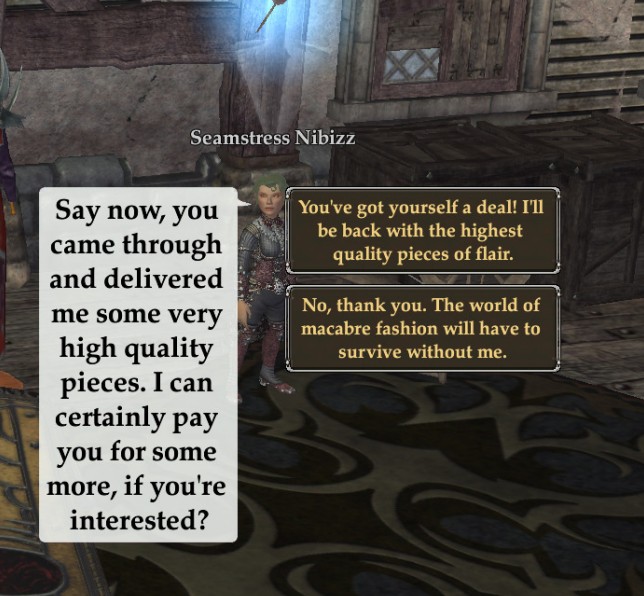 Seamstress Nibizz
Say now, you
came through
and delivered
me some very
high quality
pieces. I can
certainly pay
you for some
more, if you're
interested?
You've got yourself a deal! I'll
be back with the highest
quality pieces of flair.
No, thank you. The world of
macabre fashion will have to
survive without me.